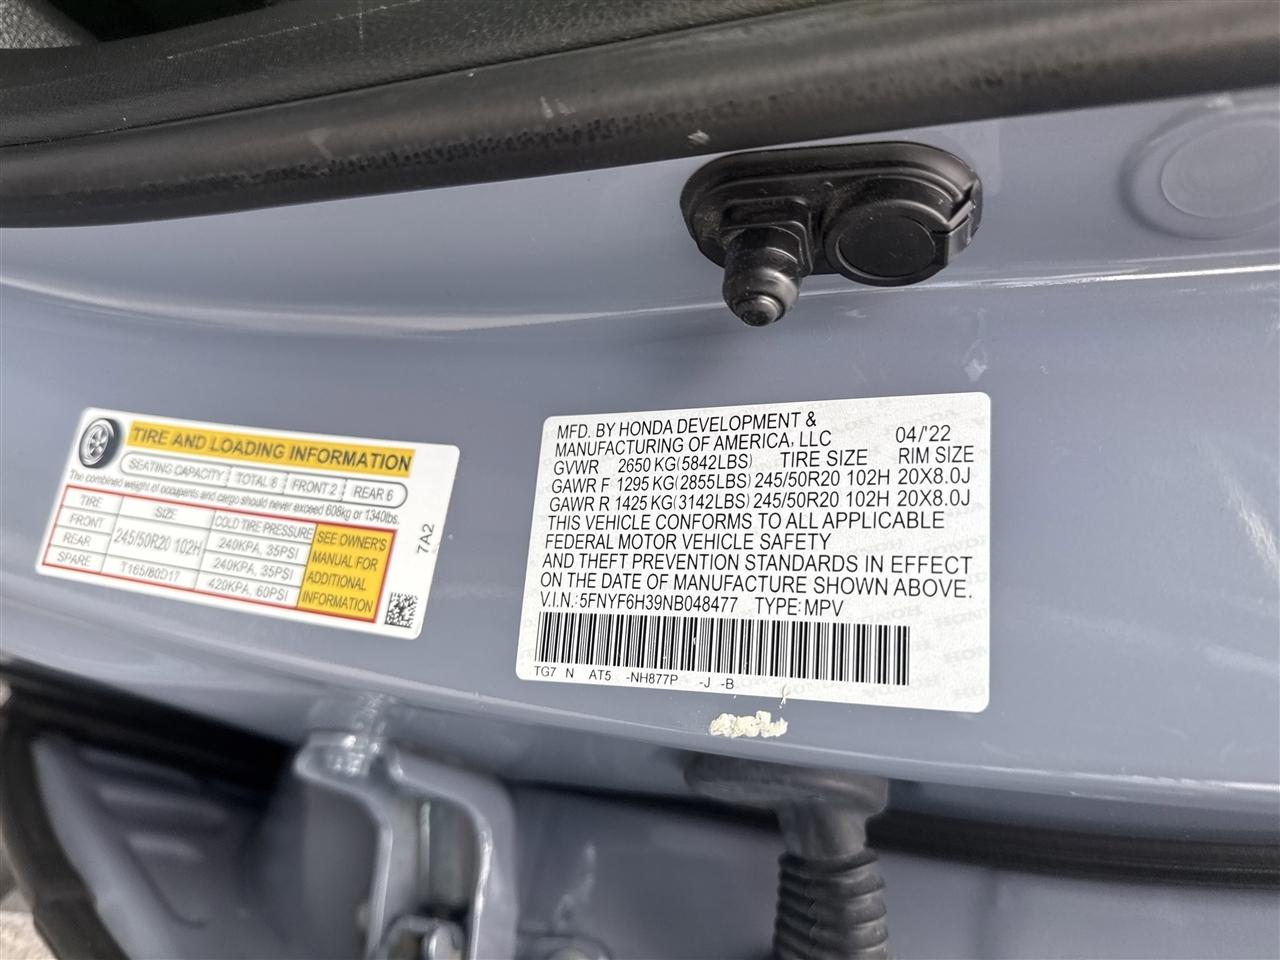 TIRE AND LOADING INFORMATION
SEATING CAPACITY TOTAL 8 FRONT 2 REAR 6
The combined weight of occupants and cargo should never exceed 608kg or 1340lbs.
TIRE SIZE COLD TIRE PRESSURE
FRONT 245/50R20 102H 240KPA, 35PSI
REAR 240KPA, 35PSI
SPARE T165/80D17 420KPA, 60PSI
SEE OWNER'S
MANUAL FOR
ADDITIONAL
INFORMATION
7A2
MFD. BY HONDA DEVELOPMENT &
MANUFACTURING OF AMERICA, LLC 04/'22
GVWR 2650 KG(5842LBS) TIRE SIZE RIM SIZE
GAWR F 1295 KG(2855LBS) 245/50R20 102H 20X8.0J
GAWR R 1425 KG(3142LBS) 245/50R20 102H 20X8.0J
THIS VEHICLE CONFORMS TO ALL APPLICABLE
FEDERAL MOTOR VEHICLE SAFETY
AND THEFT PREVENTION STANDARDS IN EFFECT
ON THE DATE OF MANUFACTURE SHOWN ABOVE.
V.I.N.:5FNYF6H39NB048477 TYPE:MPV
TG7 N AT5 -NH877P -J -B